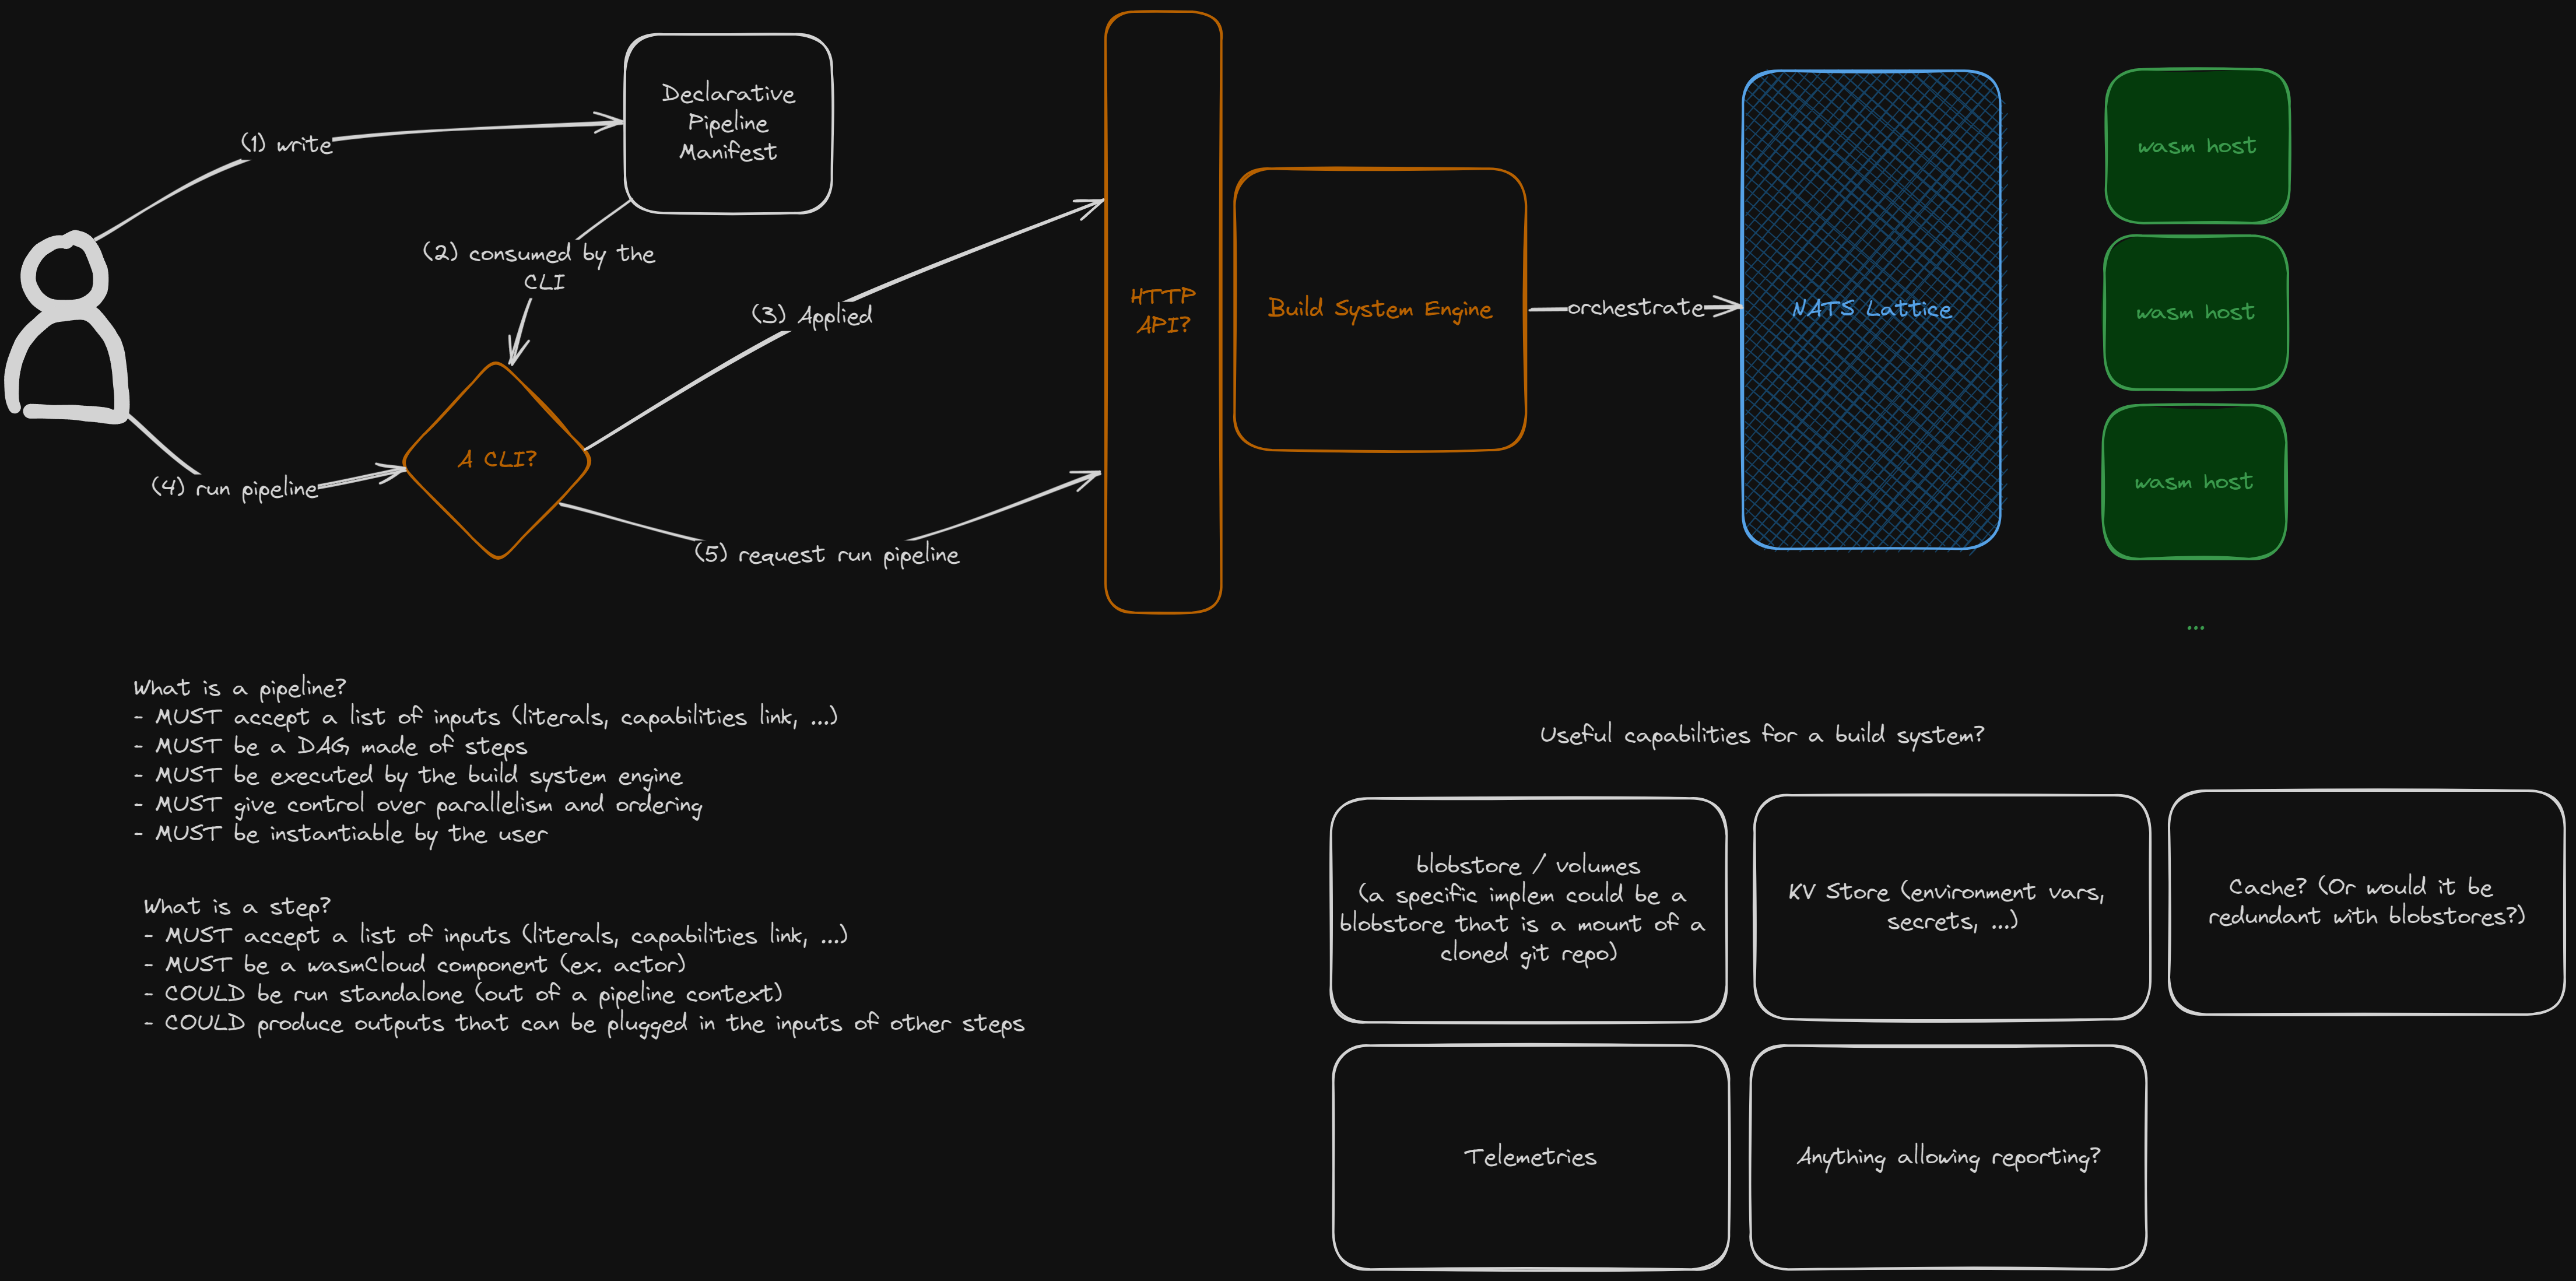 Declarative
Pipeline
Manifest
(1) write
(2) consumed by the
CLI
(3) Applied
A CLI?
(4) run pipeline
(5) request run pipeline
HTTP
API?
Build System Engine
orchestrate
NATS Lattice
wasm host
wasm host
wasm host
...
What is a pipeline?
- MUST accept a list of inputs (literals, capabilities link, ...)
- MUST be a DAG made of steps
- MUST be executed by the build system engine
- MUST give control over parallelism and ordering
- MUST be instantiable by the user
What is a step?
- MUST accept a list of inputs (literals, capabilities link, ...)
- MUST be a wasmCloud component (ex. actor)
- COULD be run standalone (out of a pipeline context)
- COULD produce outputs that can be plugged in the inputs of other steps
Useful capabilities for a build system?
blobstore / volumes
(a specific implem could be a
blobstore that is a mount of a
cloned git repo)
KV Store (environment vars,
secrets, ...)
Cache? (Or would it be
redundant with blobstores?)
Telemetries
Anything allowing reporting?